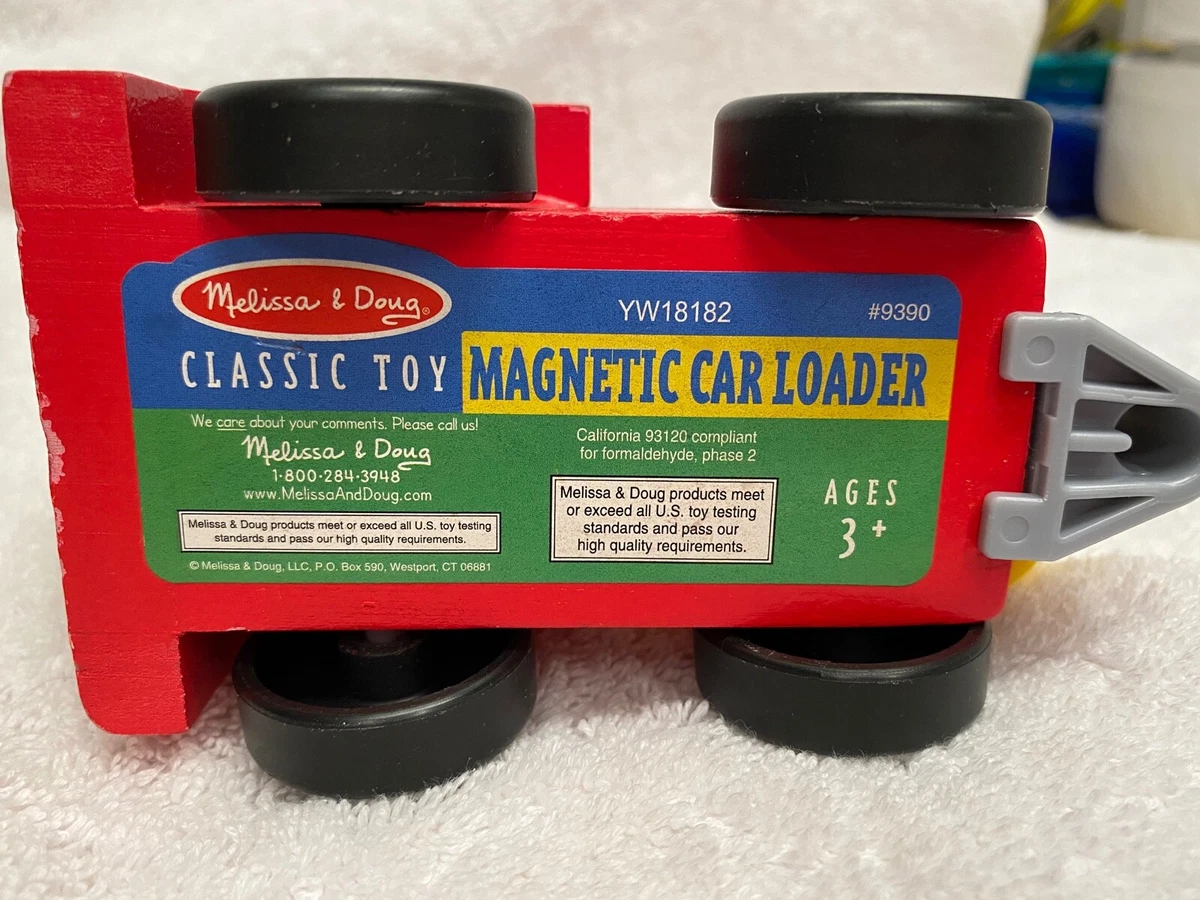 Melissa & Doug®
YW18182
#9390
CLASSIC TOY
MAGNETIC CAR LOADER
We care about your comments. Please call us!
Melissa & Doug
1·800·284·3948
www.MelissaAndDoug.com
Melissa & Doug products meet or exceed all U.S. toy testing
standards and pass our high quality requirements.
© Melissa & Doug, LLC, P.O. Box 590, Westport, CT 06881
California 93120 compliant
for formaldehyde, phase 2
Melissa & Doug products meet
or exceed all U.S. toy testing
standards and pass our
high quality requirements.
AGES
3+